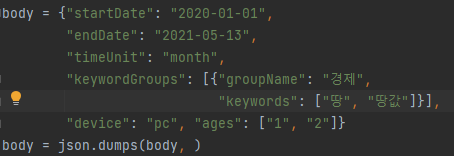 body = {"startDate": "2020-01-01",
"endDate": "2021-05-13",
"timeUnit": "month",
"keywordGroups": [{"groupName": "경제",
"keywords": ["땅", "땅값"]}],
"device": "pc", "ages": ["1", "2"]}
body = json.dumps(body, )